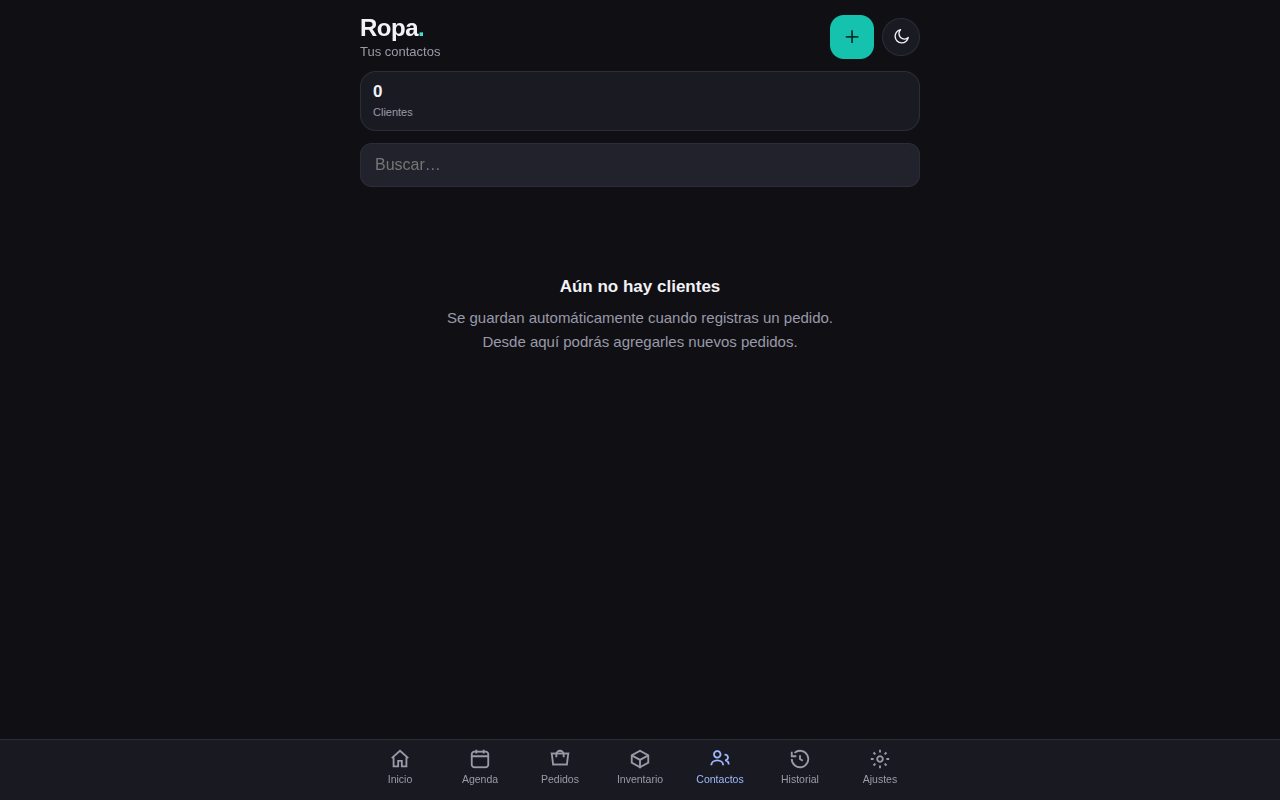 Ropa.
Tus contactos
0
Clientes
Buscar…
Aún no hay clientes
Se guardan automáticamente cuando registras un pedido.
Desde aquí podrás agregarles nuevos pedidos.
Inicio
Agenda
Pedidos
Inventario
Contactos
Historial
Ajustes